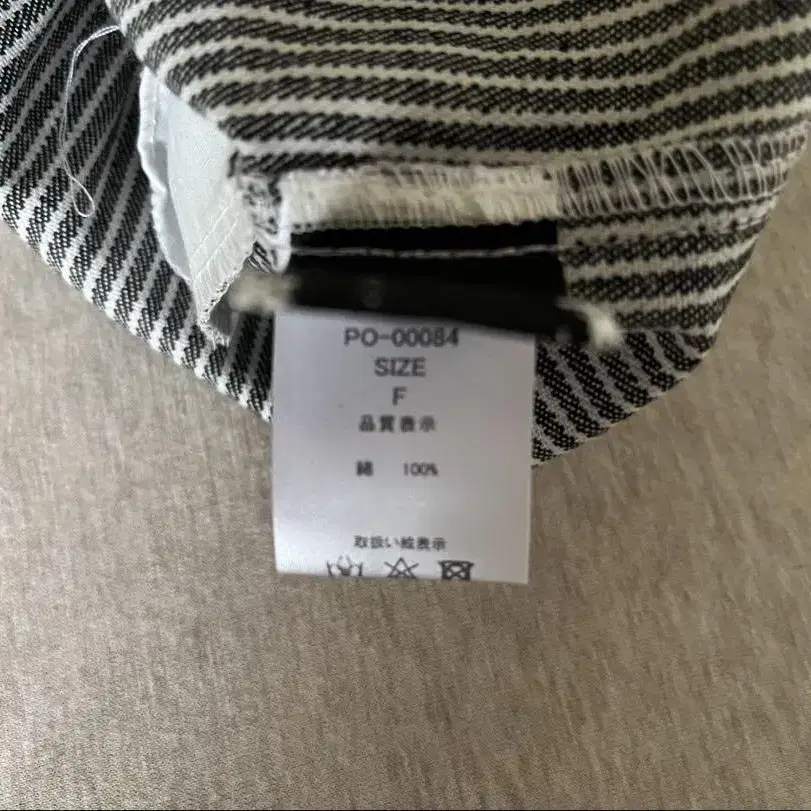 PO-00084
SIZE
F
品質表示
綿 100%
取扱い絵表示